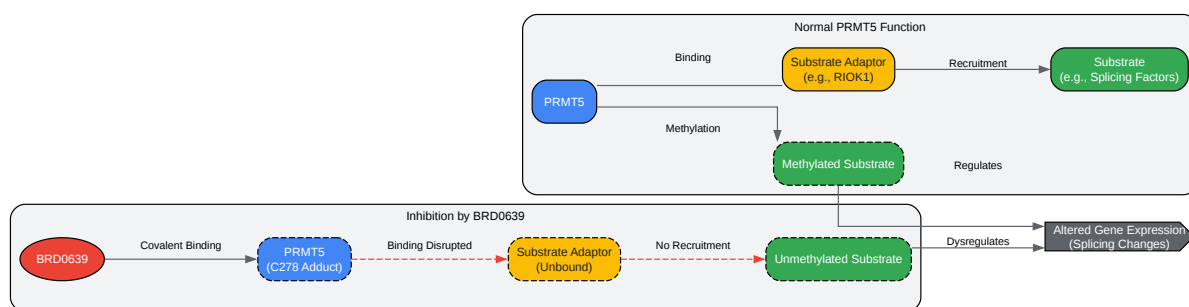 Normal PRMT5 Function
Binding
Substrate Adaptor
(e.g., RIOK1)
Recruitment
Substrate
(e.g., Splicing Factors)
PRMT5
Methylation
Methylated Substrate
Regulates
Inhibition by BRD0639
BRD0639
Covalent Binding
PRMT5
(C278 Adduct)
Binding Disrupted
Substrate Adaptor
(Unbound)
No Recruitment
Unmethylated Substrate
Dysregulates
Altered Gene Expression
(Splicing Changes)